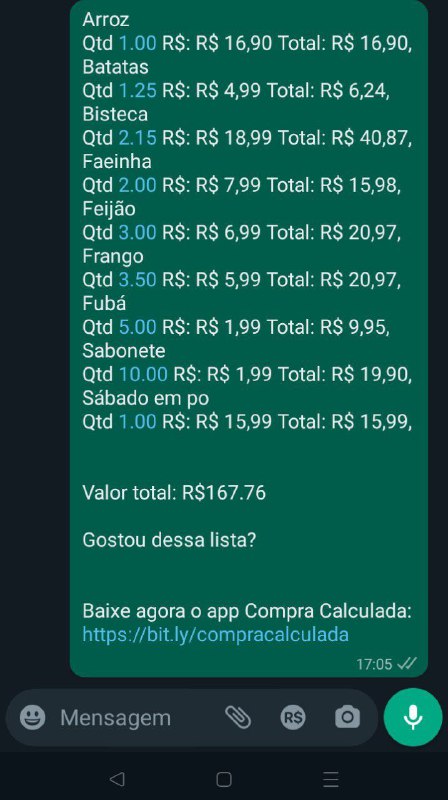 Arroz
Qtd 1.00 R$: R$ 16,90 Total: R$ 16,90,
Batatas
Qtd 1.25 R$: R$ 4,99 Total: R$ 6,24,
Bisteca
Qtd 2.15 R$: R$ 18,99 Total: R$ 40,87,
Faeinha
Qtd 2.00 R$: R$ 7,99 Total: R$ 15,98,
Feijão
Qtd 3.00 R$: R$ 6,99 Total: R$ 20,97,
Frango
Qtd 3.50 R$: R$ 5,99 Total: R$ 20,97,
Fubá
Qtd 5.00 R$: R$ 1,99 Total: R$ 9,95,
Sabonete
Qtd 10.00 R$: R$ 1,99 Total: R$ 19,90,
Sábado em po
Qtd 1.00 R$: R$ 15,99 Total: R$ 15,99,
Valor total: R$167.76
Gostou dessa lista?
Baixe agora o app Compra Calculada:
https://bit.ly/compracalculada
17:05
Mensagem
R$